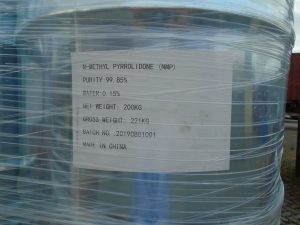 N-METHYL PYRROLIDONE (NMP)
PURITY:99.85%
WATER:0.15%
NET WEIGHT: 200KG
GROSS WEIGHT: 221KG
BATCH NO.:20190801001
MADE IN CHINA